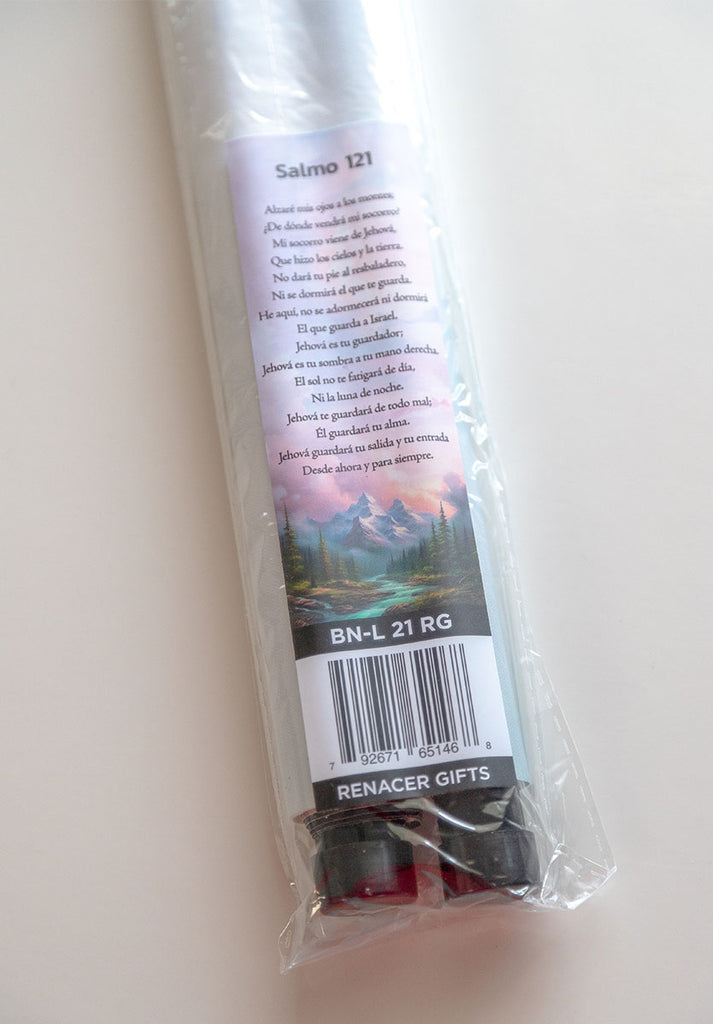 Salmo 121
Alzaré mis ojos a los montes;
¿De dónde vendrá mi socorro?
Mi socorro viene de Jehová,
Que hizo los cielos y la tierra.
No dará tu pie al resbaladero,
Ni se dormirá el que te guarda.
He aquí, no se adormecerá ni dormirá
El que guarda a Israel.
Jehová es tu guardador;
Jehová es tu sombra a tu mano derecha.
El sol no te fatigará de día,
Ni la luna de noche.
Jehová te guardará de todo mal;
Él guardará tu alma.
Jehová guardará tu salida y tu entrada
Desde ahora y para siempre.
BN-L 21 RG
7 92671 65146 8
RENACER GIFTS